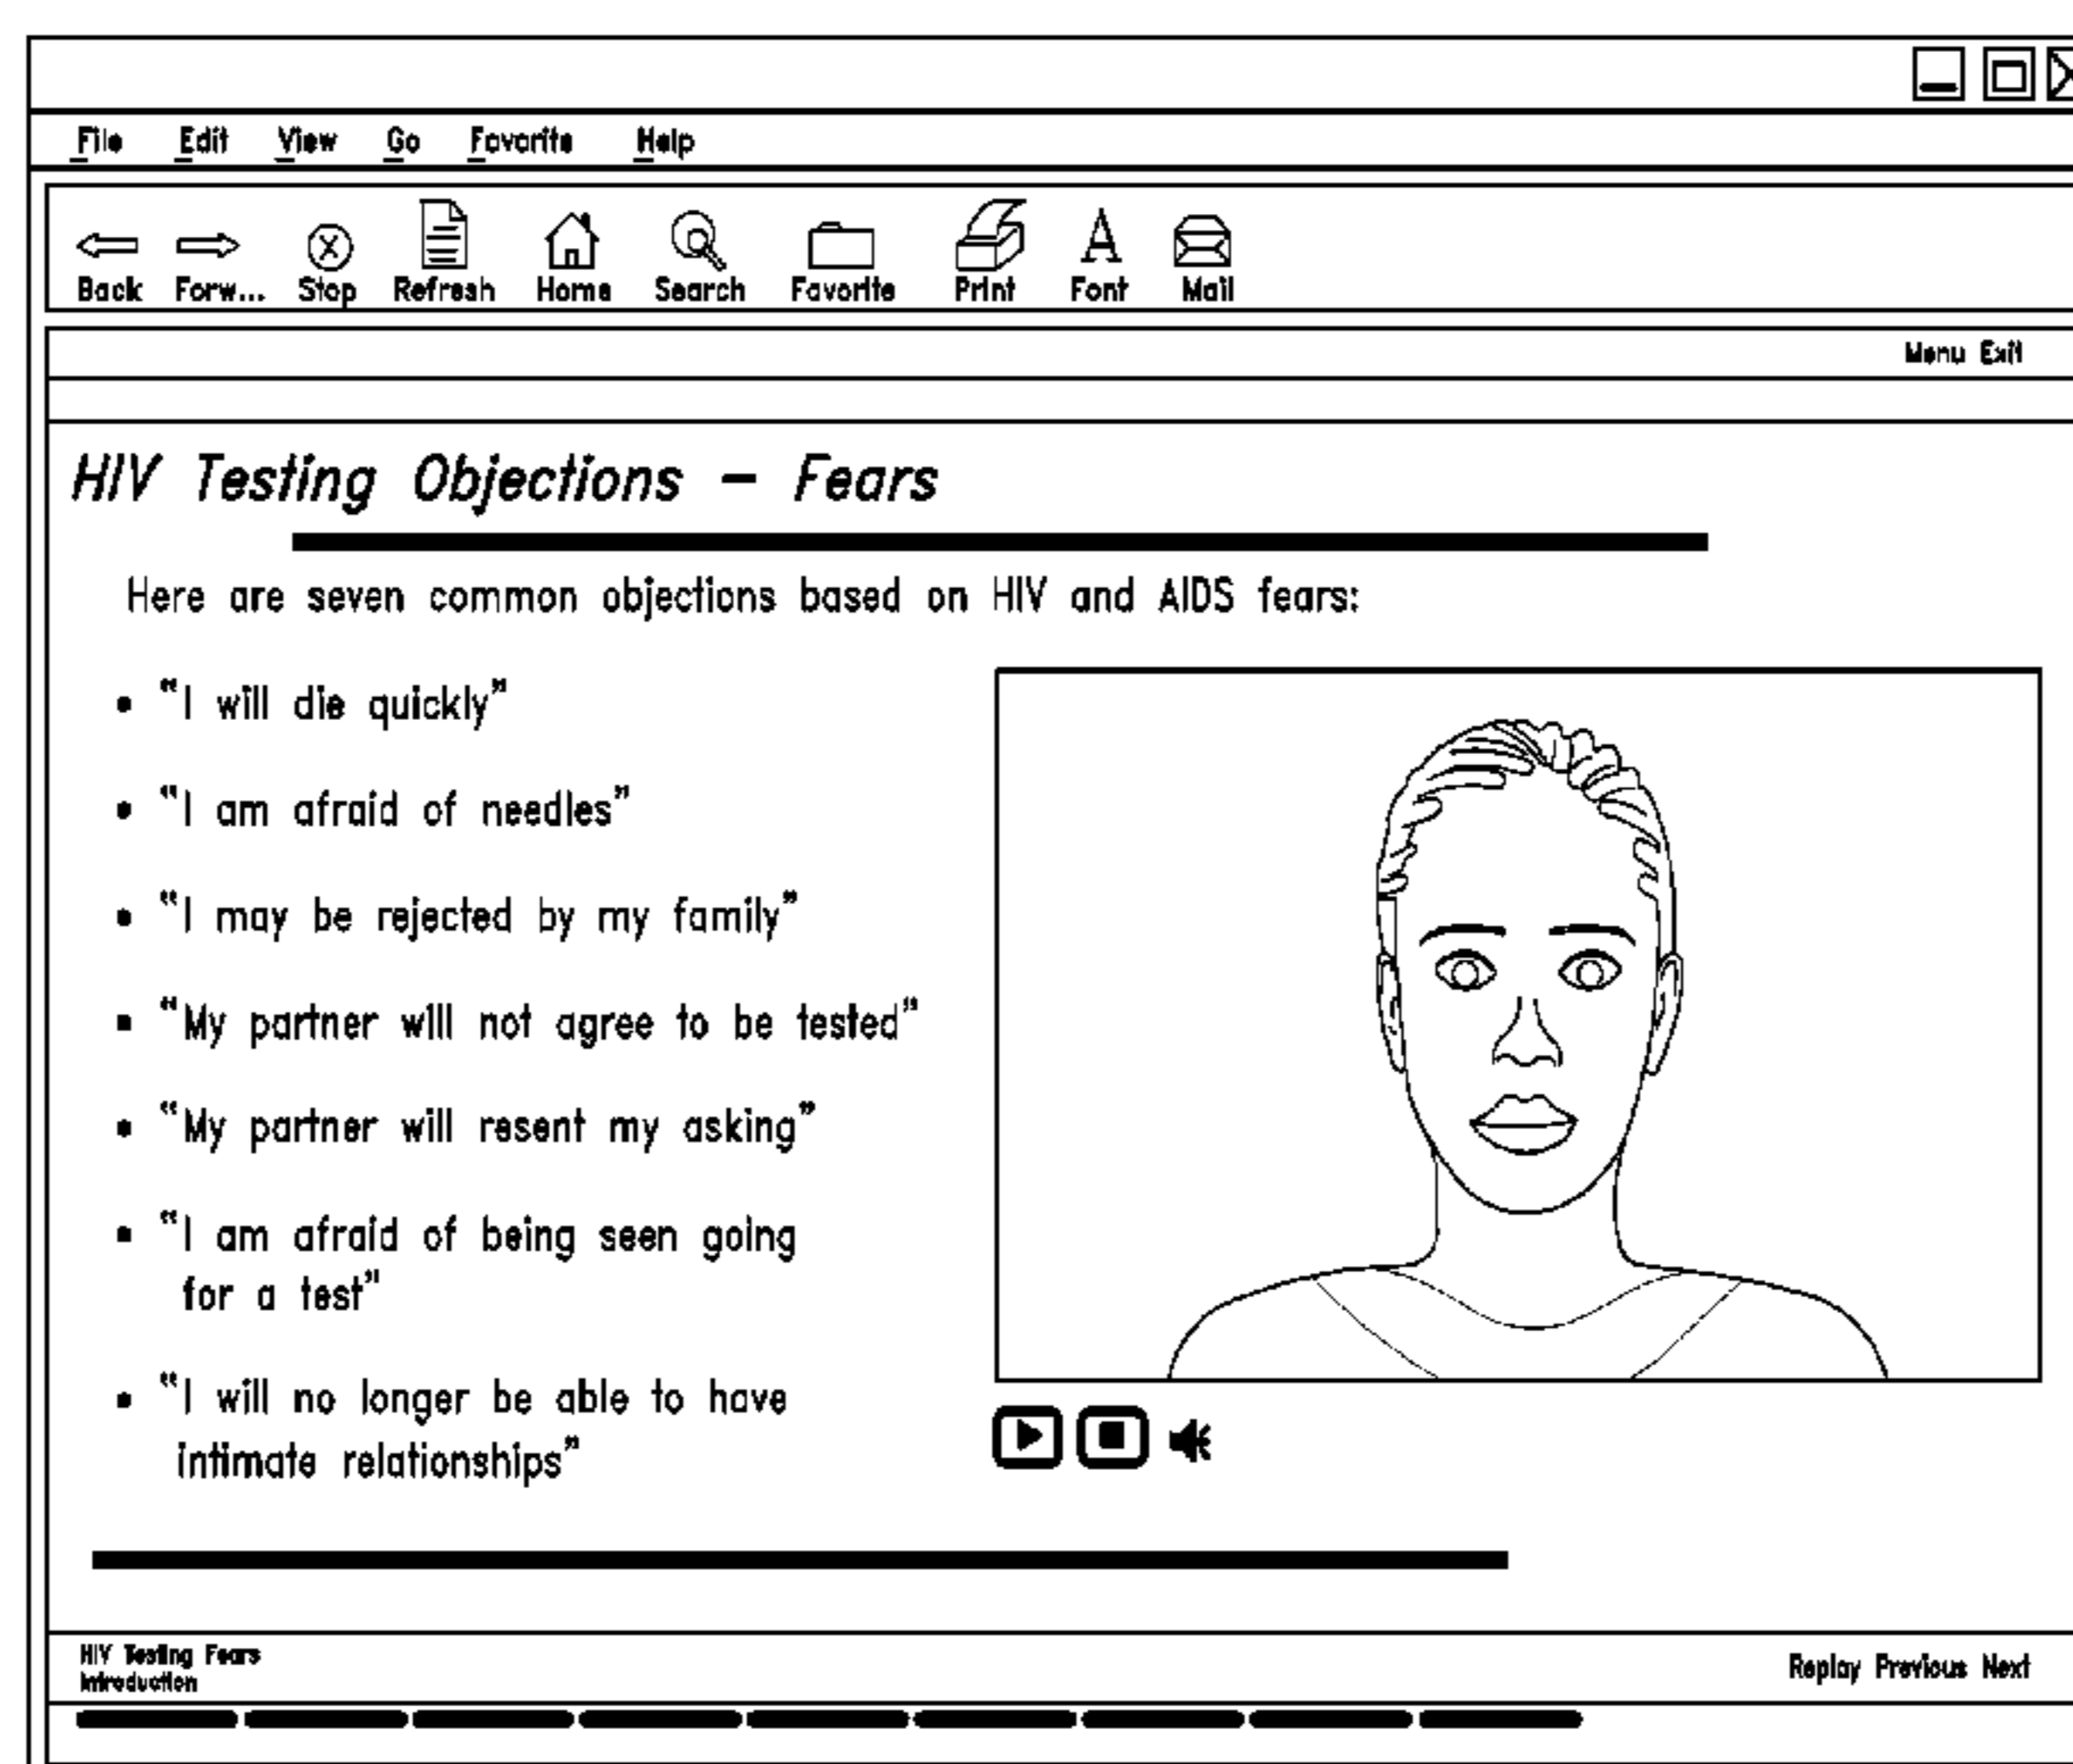 File Edit View Go Favorite Help
Back Forw... Stop Refresh Home Search Favorite Print Font Mail
Menu Exit
HIV Testing Objections – Fears
Here are seven common objections based on HIV and AIDS fears:
• “I will die quickly”
• “I am afraid of needles”
• “I may be rejected by my family”
• “My partner will not agree to be tested”
• “My partner will resent my asking”
• “I am afraid of being seen going
for a test”
• “I will no longer be able to have
intimate relationships”
HIV Testing Fears
Introduction
Replay Previous Next